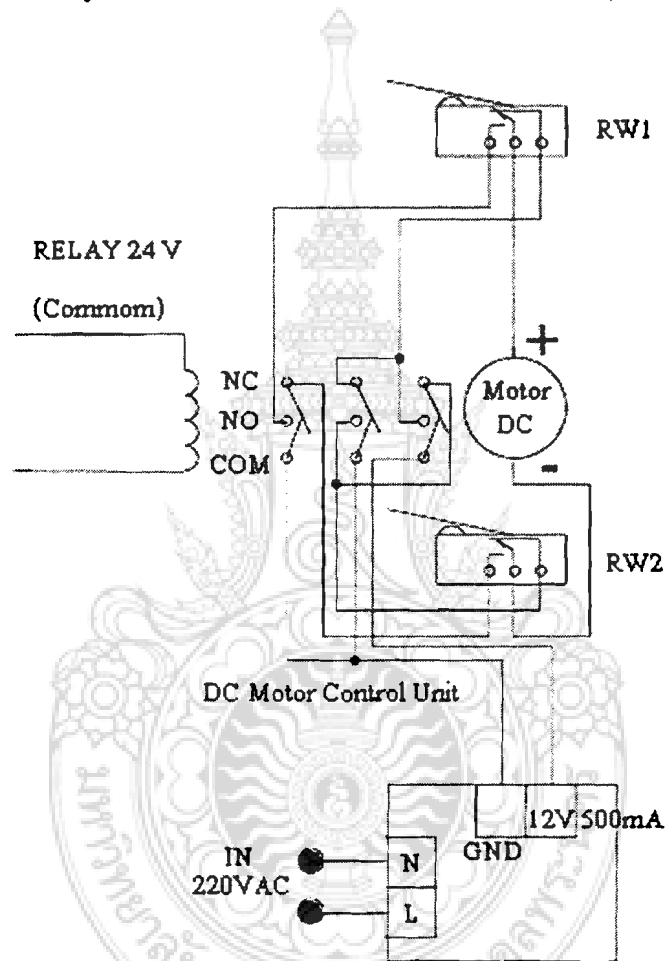 RW1
RELAY 24 V
(Commom)
NC
NO
COM
+
Motor
DC
-
RW2
DC Motor Control Unit
12V 500mA
GND
IN
220VAC
N
L